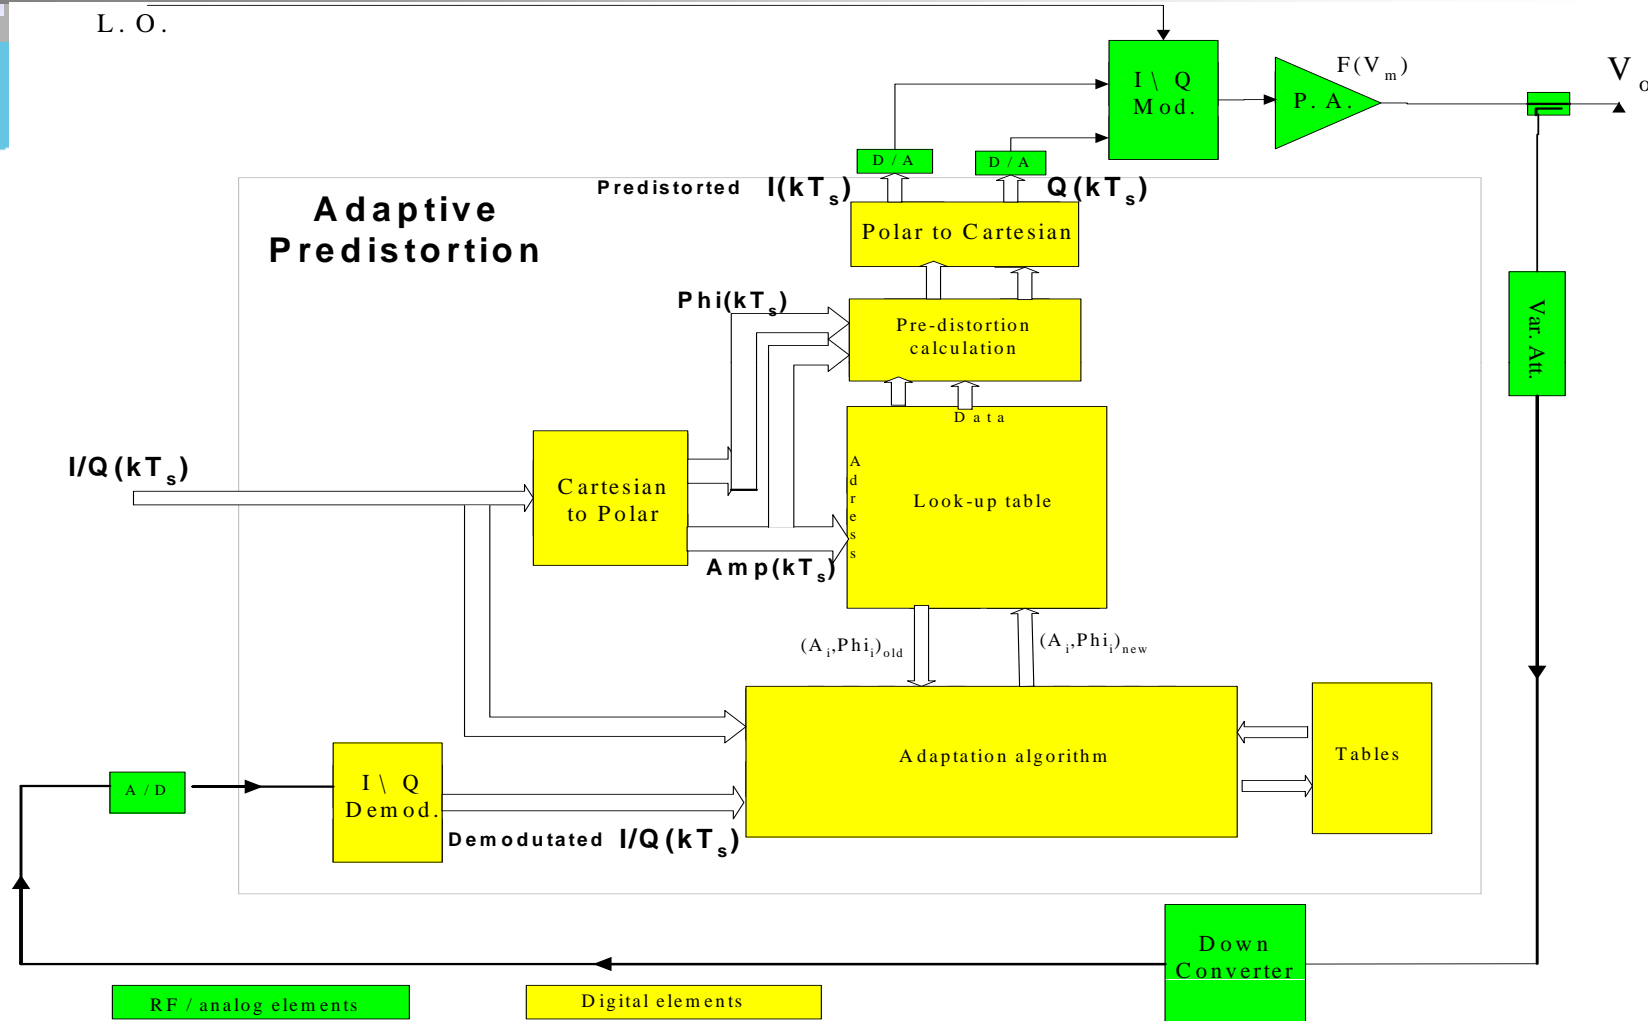 L. O.
F(V m)
V o
I \ Q
Mod.
P. A.
D / A
D / A
Predistorted I(kT s)
Q(kT s)
Adaptive
Predistortion
Polar to Cartesian
Phi(kT s)
Pre-distortion
calculation
Var. Att.
Data
I/Q(kT s)
Cartesian
to Polar
Adress
Look-up table
Amp(kT s)
(A i,Phi i) old
(A i,Phi i) new
Adaptation algorithm
Tables
A / D
I \ Q
Demod.
Demodutated I/Q(kT s)
Down
Converter
RF / analog elements
Digital elements